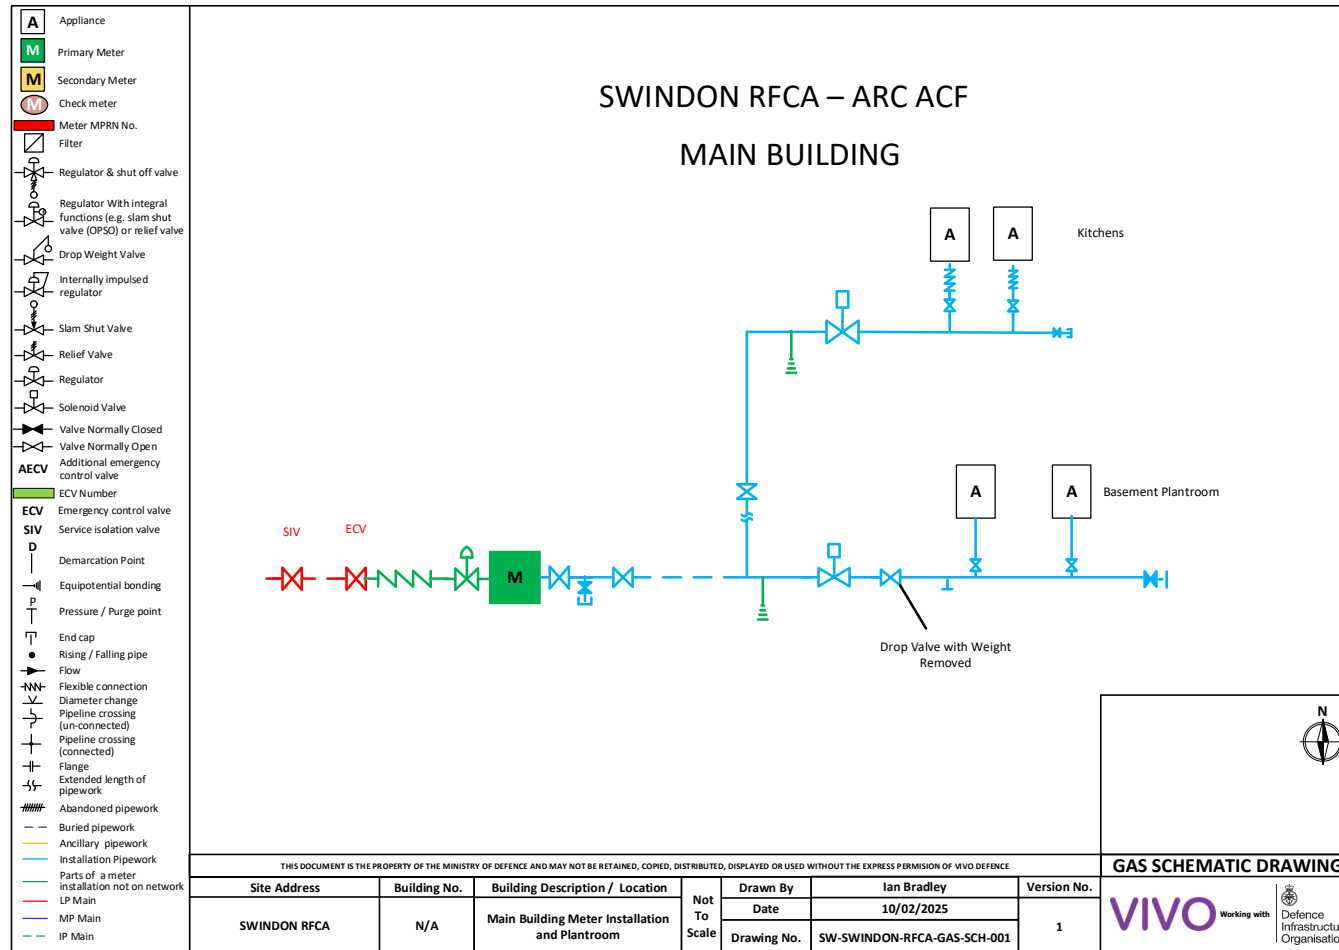 A Appliance
M Primary Meter
M Secondary Meter
M Check meter
Meter MPRN No.
Filter
Regulator & shut off valve
Regulator With integral
functions (e.g. slam shut
valve (OPSO) or relief valve
Drop Weight Valve
Internally impulsed
regulator
Slam Shut Valve
Relief Valve
Regulator
Solenoid Valve
Valve Normally Closed
Valve Normally Open
AECV Additional emergency
control valve
ECV Number
ECV Emergency control valve
SIV Service isolation valve
D
Demarcation Point
Equipotential bonding
P
Pressure / Purge point
End cap
Rising / Falling pipe
Flow
Flexible connection
Diameter change
Pipeline crossing
(un-connected)
Pipeline crossing
(connected)
Flange
Extended length of
pipework
Abandoned pipework
Buried pipework
Ancillary pipework
Installation Pipework
Parts of a meter
installation not on network
LP Main
MP Main
IP Main
SWINDON RFCA – ARC ACF
MAIN BUILDING
A A Kitchens
A A Basement Plantroom
SIV ECV
M
Drop Valve with Weight
Removed
N
THIS DOCUMENT IS THE PROPERTY OF THE MINISTRY OF DEFENCE AND MAY NOT BE RETAINED, COPIED, DISTRIBUTED, DISPLAYED OR USED WITHOUT THE EXPRESS PERMISION OF VIVO DEFENCE
GAS SCHEMATIC DRAWING
Site Address Building No. Building Description / Location
SWINDON RFCA N/A Main Building Meter Installation
and Plantroom
Not
To
Scale
Drawn By Ian Bradley Version No.
Date 10/02/2025
Drawing No. SW-SWINDON-RFCA-GAS-SCH-001 1
VIVO Working with
Defence
Infrastructu
Organisatio